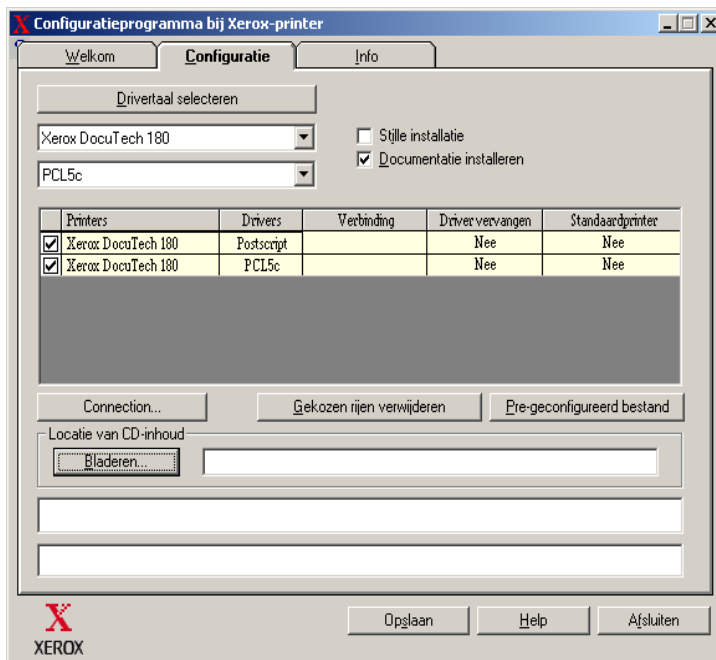 Configuratieprogramma bij Xerox-printer
Welkom Configuratie Info
Drivertaal selecteren
Xerox DocuTech 180
Stille installatie
Documentatie installeren
PCL5c
Printers Drivers Verbinding Driver vervangen Standaardprinter
Xerox DocuTech 180 Postscript Nee Nee
Xerox DocuTech 180 PCL5c Nee Nee
Connection... Gekozen rijen verwijderen Pre-geconfigureerd bestand
Locatie van CD-inhoud
Bladeren...
Opslaan Help Afsluiten
XEROX